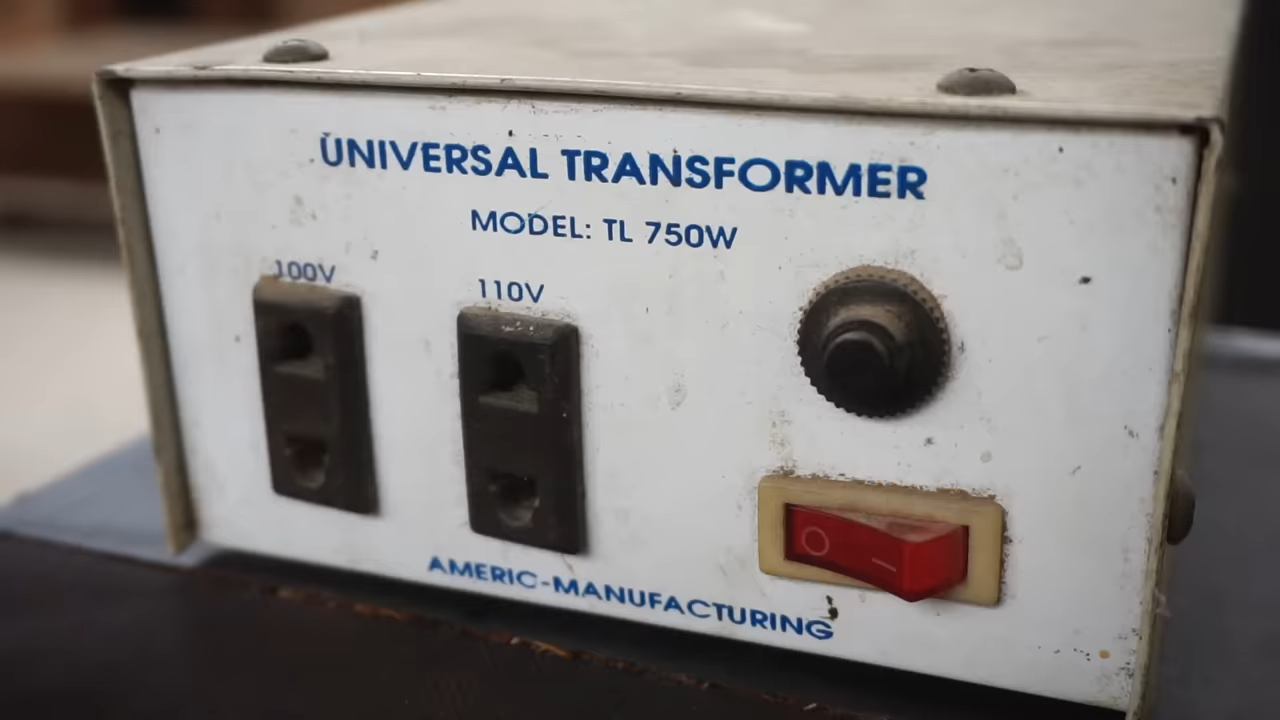 UNIVERSAL TRANSFORMER
MODEL: TL 750W
100V
110V
AMERIC-MANUFACTURING